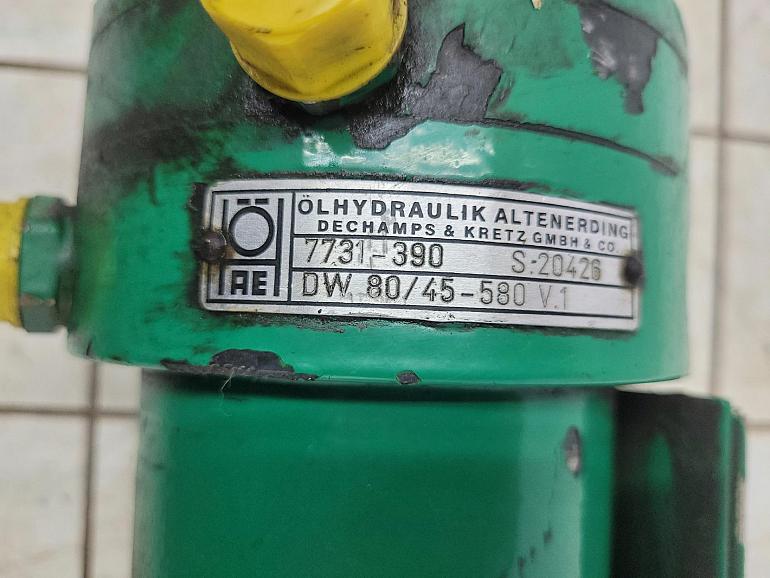 ÖLHYDRAULIK ALTENERDING
DECHAMPS & KRETZ GMBH & CO.
7731-390 S.20426
DW 80/45-580 V.1
Ö
AE